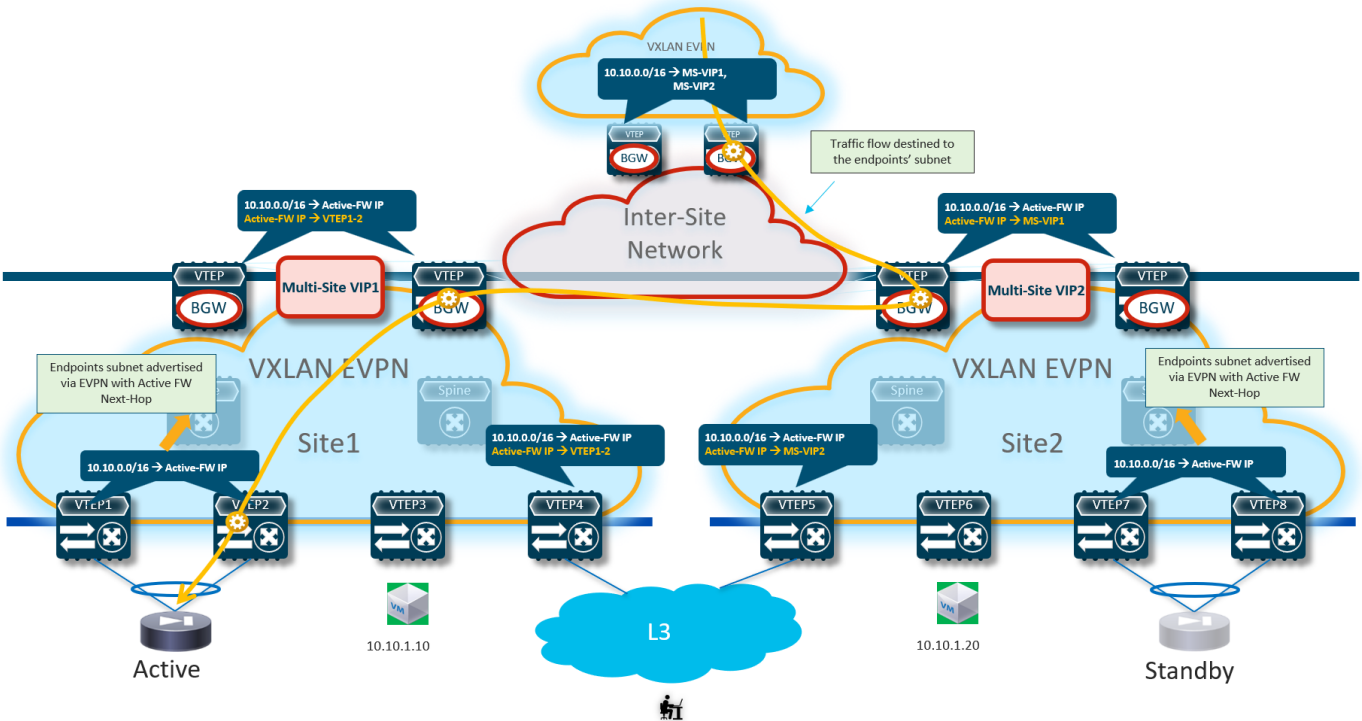 VXLAN EVPN
10.10.0.0/16 → MS-VIP1,
MS-VIP2
VTEP
BGW
VTEP
BGW
Traffic flow destined to
the endpoints' subnet
Inter-Site
Network
10.10.0.0/16 → Active-FW IP
Active-FW IP → VTEP1-2
10.10.0.0/16 → Active-FW IP
Active-FW IP → MS-VIP1
VTEP
BGW
Multi-Site VIP1
VTEP
BGW
VTEP
BGW
Multi-Site VIP2
VTEP
BGW
Endpoints subnet advertised
via EVPN with Active FW
Next-Hop
VXLAN EVPN
Spine
Site1
VXLAN EVPN
Spine
Site2
Endpoints subnet advertised
via EVPN with Active FW
Next-Hop
10.10.0.0/16 → Active-FW IP
10.10.0.0/16 → Active-FW IP
Active-FW IP → VTEP1-2
10.10.0.0/16 → Active-FW IP
Active-FW IP → MS-VIP2
10.10.0.0/16 → Active-FW IP
VTEP1
VTEP2
VTEP3
VTEP4
VTEP5
VTEP6
VTEP7
VTEP8
VM
10.10.1.10
L3
VM
10.10.1.20
Active
Standby